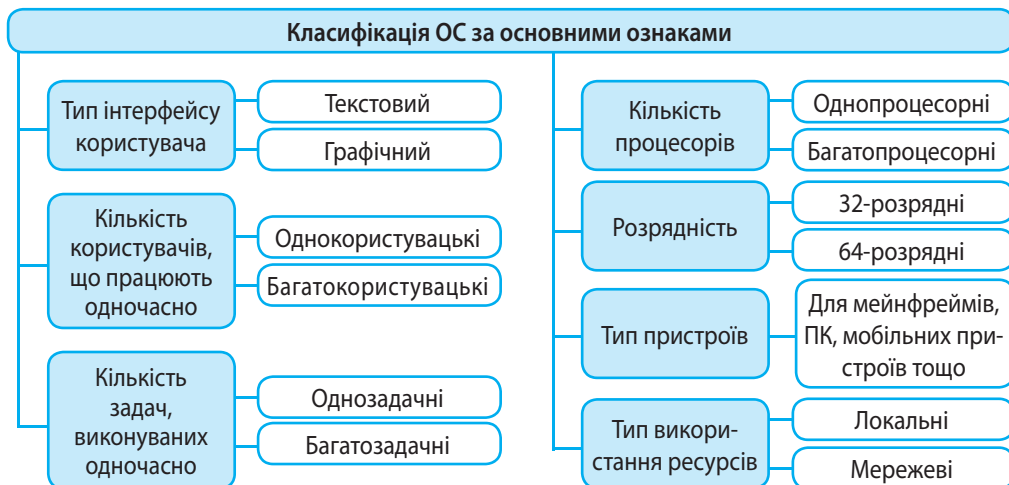 Класифікація ОС за основними ознаками
Тип інтерфейсу
користувача
Текстовий
Графічний
Кількість
користувачів,
що працюють
одночасно
Однокористувацькі
Багатокористувацькі
Кількість
задач,
виконуваних
одночасно
Однозадачні
Багатозадачні
Кількість
процесорів
Однопроцесорні
Багатопроцесорні
Розрядність
32-розрядні
64-розрядні
Тип пристроїв
Для мейнфреймів,
ПК, мобільних при-
строїв тощо
Тип викори-
стання ресурсів
Локальні
Мережеві